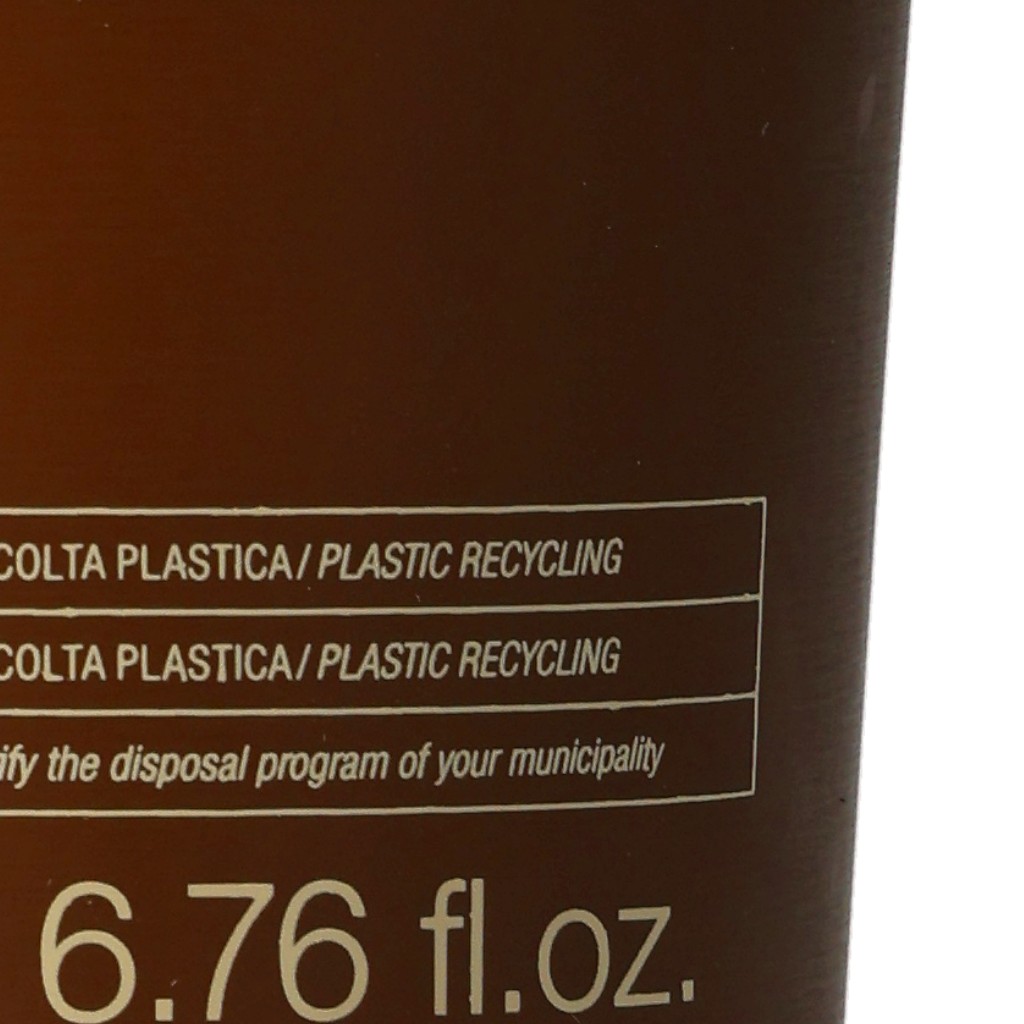 COLTA PLASTICA / PLASTIC RECYCLING
COLTA PLASTICA / PLASTIC RECYCLING
ify the disposal program of your municipality
6.76 fl.oz.